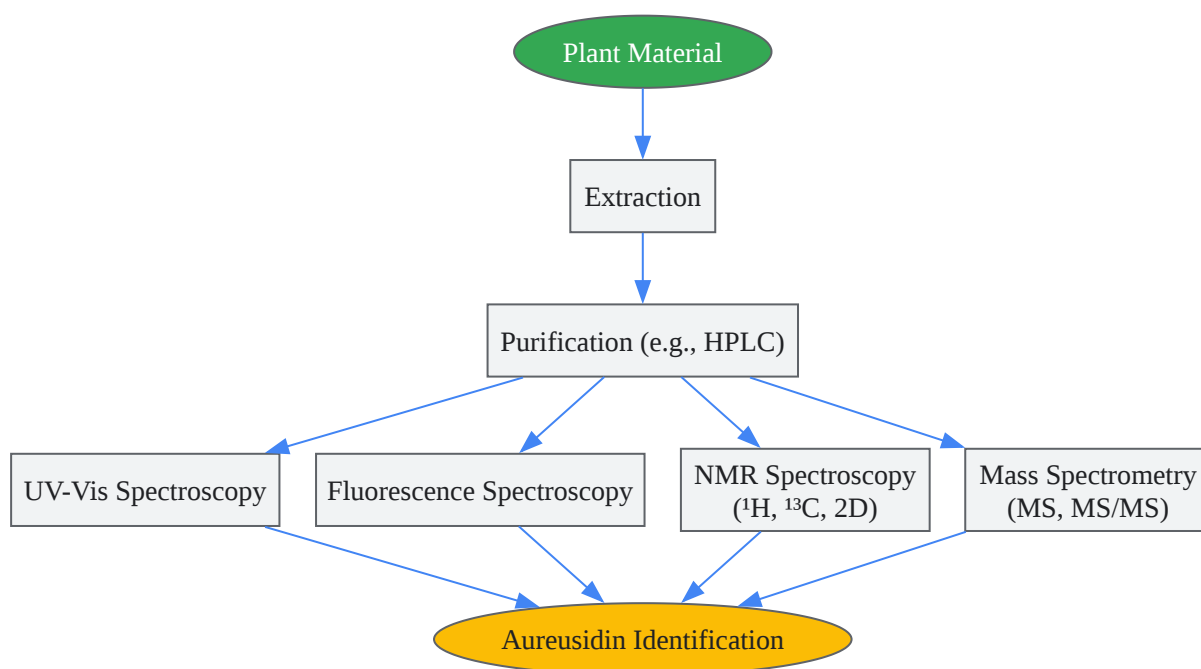 Plant Material
Extraction
Purification (e.g., HPLC)
UV-Vis Spectroscopy
Fluorescence Spectroscopy
NMR Spectroscopy
(¹H, ¹³C, 2D)
Mass Spectrometry
(MS, MS/MS)
Aureusidin Identification